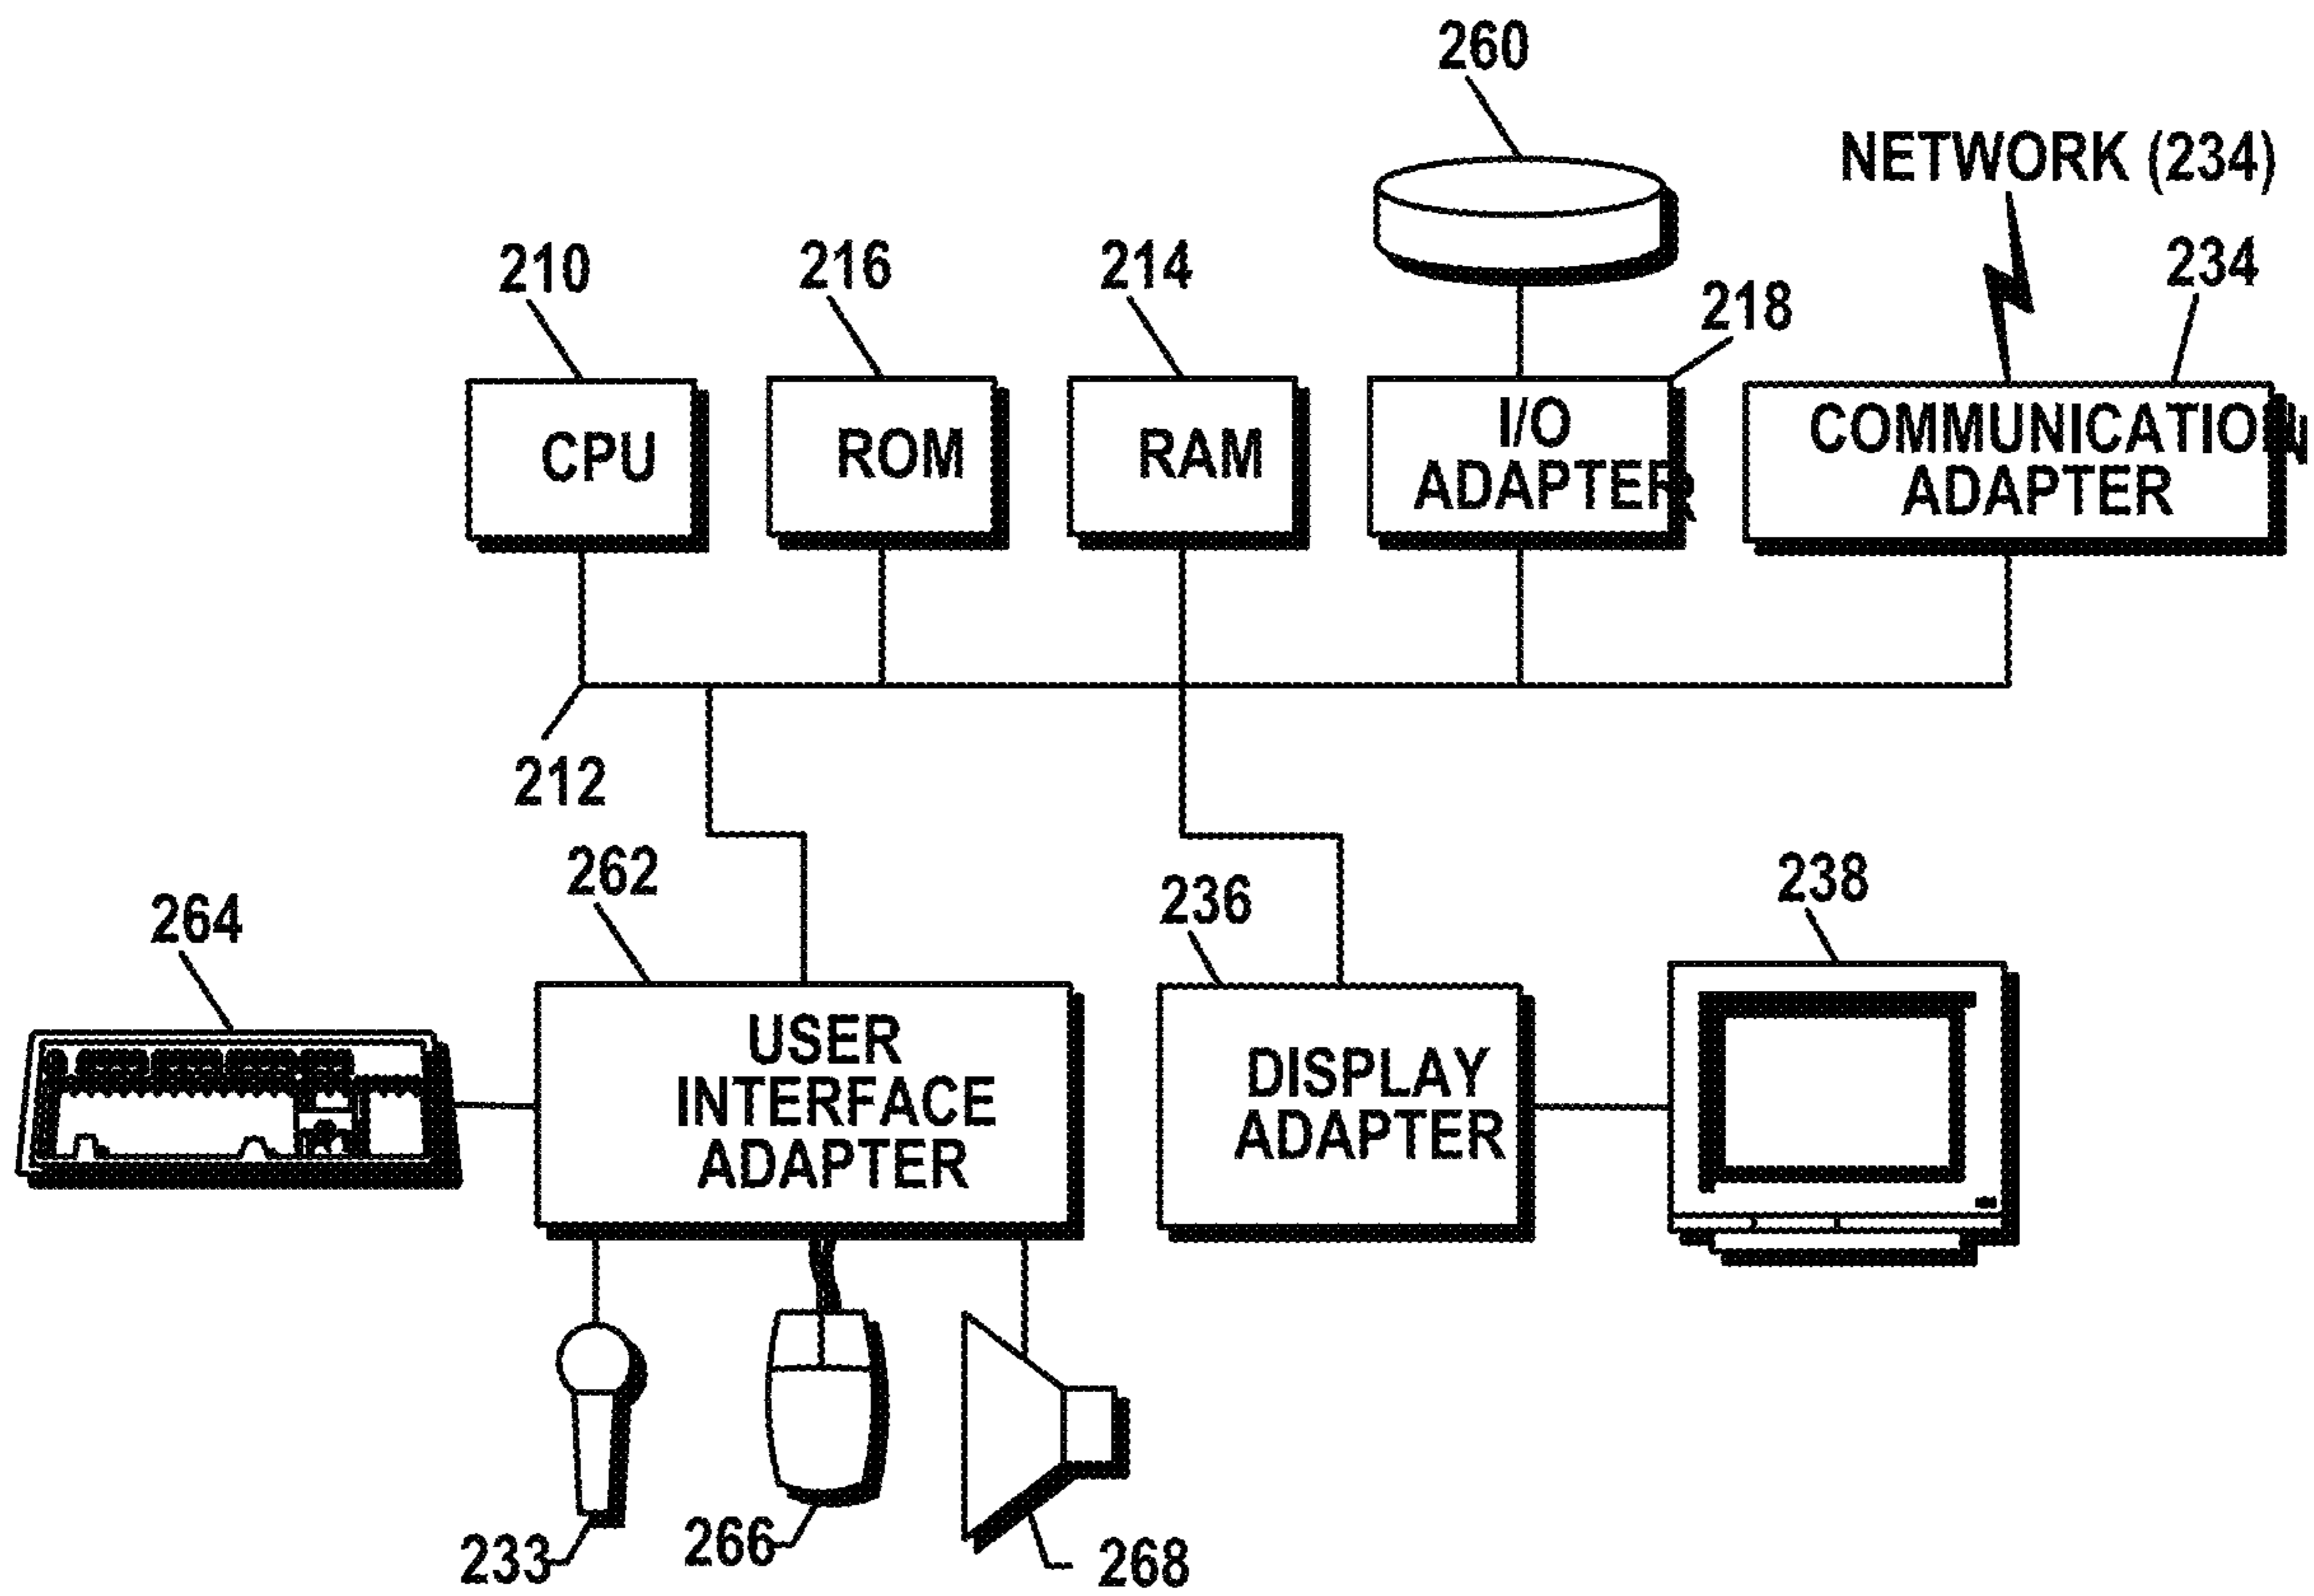 260
NETWORK (234)
210
216
214
218
234
CPU
ROM
RAM
I/O
ADAPTER
COMMUNICATION
ADAPTER
212
262
236
238
264
USER
INTERFACE
ADAPTER
DISPLAY
ADAPTER
233
266
268